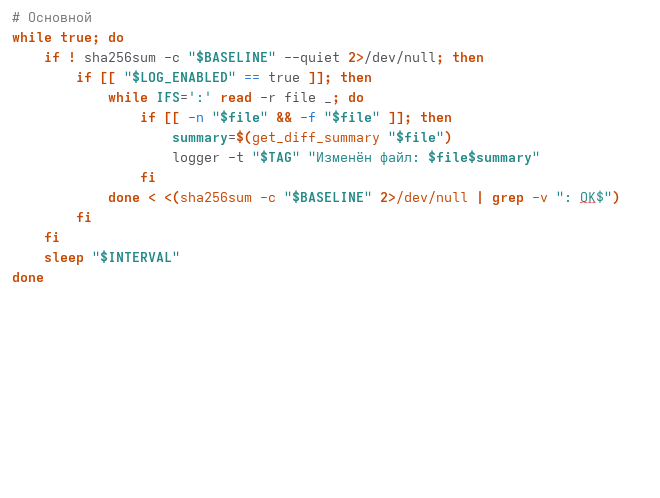 # Основной
while true; do
    if ! sha256sum -c "$BASELINE" --quiet 2>/dev/null; then
        if [[ "$LOG_ENABLED" == true ]]; then
            while IFS=':' read -r file _; do
                if [[ -n "$file" && -f "$file" ]]; then
                    summary=$(get_diff_summary "$file")
                    logger -t "$TAG" "Изменён файл: $file$summary"
                fi
            done < <(sha256sum -c "$BASELINE" 2>/dev/null | grep -v ": OK$")
        fi
    fi
    sleep "$INTERVAL"
done